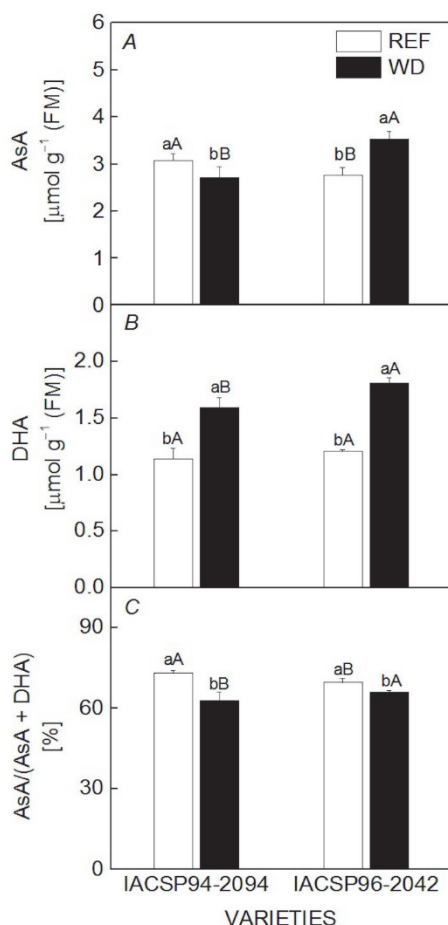 A
REF
WD
AsA
[µmol g⁻¹ (FM)]
6
5
4
3
2
1
0
aA
bB
bB
aA
B
DHA
[µmol g⁻¹ (FM)]
2.0
1.5
1.0
0.5
0.0
bA
aB
bA
aA
C
AsA/(AsA + DHA)
[%]
90
60
30
0
aA
bB
aB
bA
IACSP94-2094 IACSP96-2042
VARIETIES